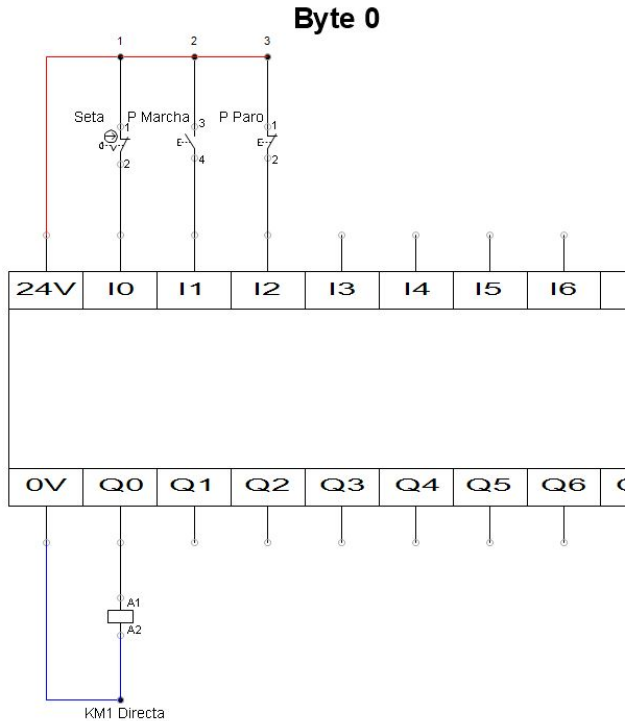 Byte 0
1 2 3
Seta P Marcha P Paro
1 3 1
2 4 2
24V I0 I1 I2 I3 I4 I5 I6
0V Q0 Q1 Q2 Q3 Q4 Q5 Q6
A1
A2
KM1 Directa